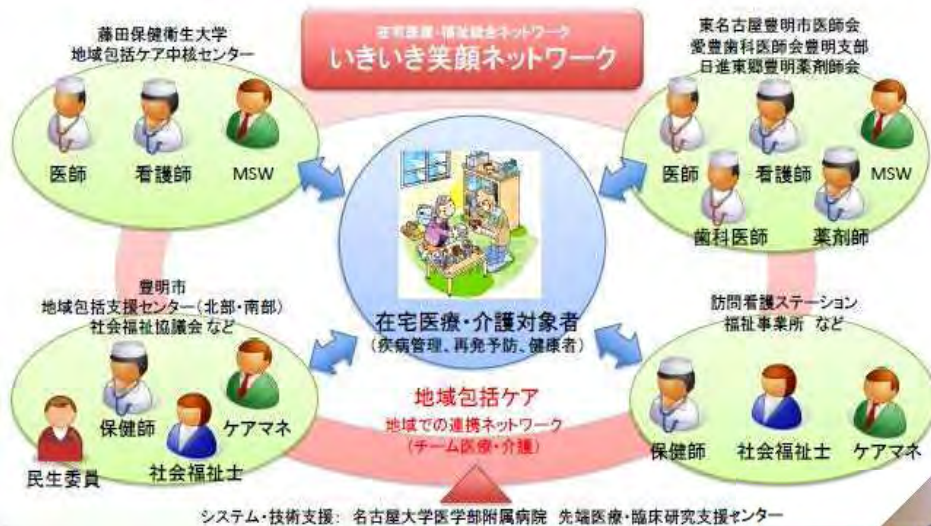 在宅医療・福祉統合ネットワーク
いきいき笑顔ネットワーク
藤田保健衛生大学
地域包括ケア中核センター
医師
看護師
MSW
東名古屋豊明市医師会
愛豊歯科医師会豊明支部
日進東郷豊明薬剤師会
医師
看護師
MSW
歯科医師
薬剤師
在宅医療・介護対象者
(疾病管理、再発予防、健康者)
豊明市
地域包括支援センター(北部・南部)
社会福祉協議会 など
保健師
ケアマネ
民生委員
社会福祉士
訪問看護ステーション
福祉事業所 など
保健師
社会福祉士
ケアマネ
地域包括ケア
地域での連携ネットワーク
(チーム医療・介護)
システム・技術支援: 名古屋大学医学部附属病院 先端医療・臨床研究支援センター